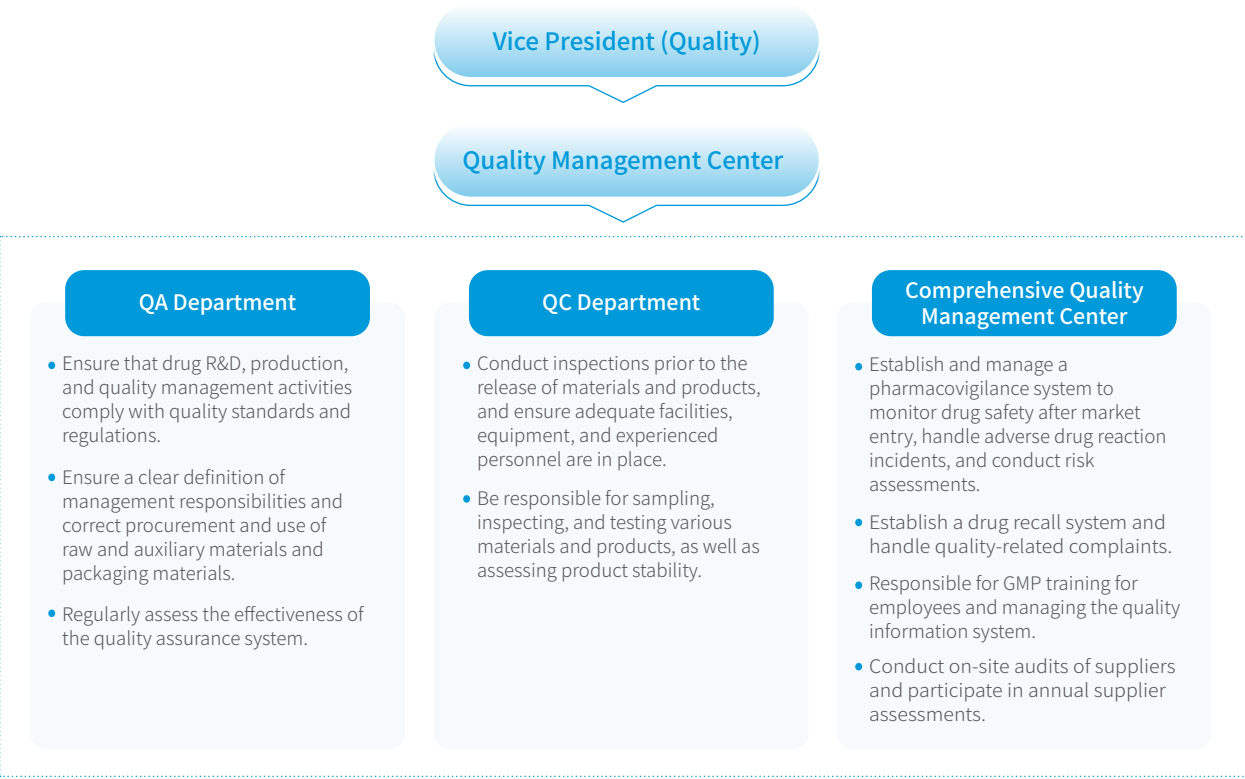 Vice President (Quality)
Quality Management Center
QA Department
• Ensure that drug R&D, production,
and quality management activities
comply with quality standards and
regulations.
• Ensure a clear definition of
management responsibilities and
correct procurement and use of
raw and auxiliary materials and
packaging materials.
• Regularly assess the effectiveness of
the quality assurance system.
QC Department
• Conduct inspections prior to the
release of materials and products,
and ensure adequate facilities,
equipment, and experienced
personnel are in place.
• Be responsible for sampling,
inspecting, and testing various
materials and products, as well as
assessing product stability.
Comprehensive Quality
Management Center
• Establish and manage a
pharmacovigilance system to
monitor drug safety after market
entry, handle adverse drug reaction
incidents, and conduct risk
assessments.
• Establish a drug recall system and
handle quality-related complaints.
• Responsible for GMP training for
employees and managing the quality
information system.
• Conduct on-site audits of suppliers
and participate in annual supplier
assessments.